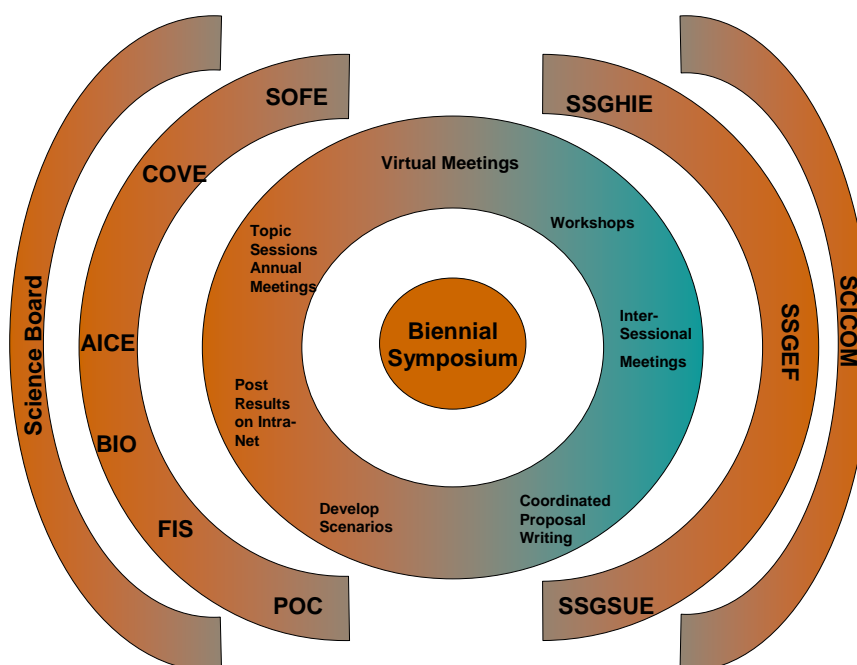 SOFE
SSGHIE
COVE
Virtual Meetings
Topic
Sessions
Annual
Meetings
Workshops
Science Board
AICE
Biennial
Symposium
Inter-
Sessional
Meetings
SSGEF
SCICOM
Post
Results
on Intra-
Net
BIO
Develop
Scenarios
Coordinated
Proposal
Writing
FIS
POC
SSGSUE